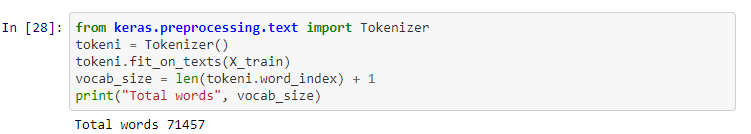 In [28]: from keras.preprocessing.text import Tokenizer
tokeni = Tokenizer()
tokeni.fit_on_texts(X_train)
vocab_size = len(tokeni.word_index) + 1
print("Total words", vocab_size)
Total words 71457